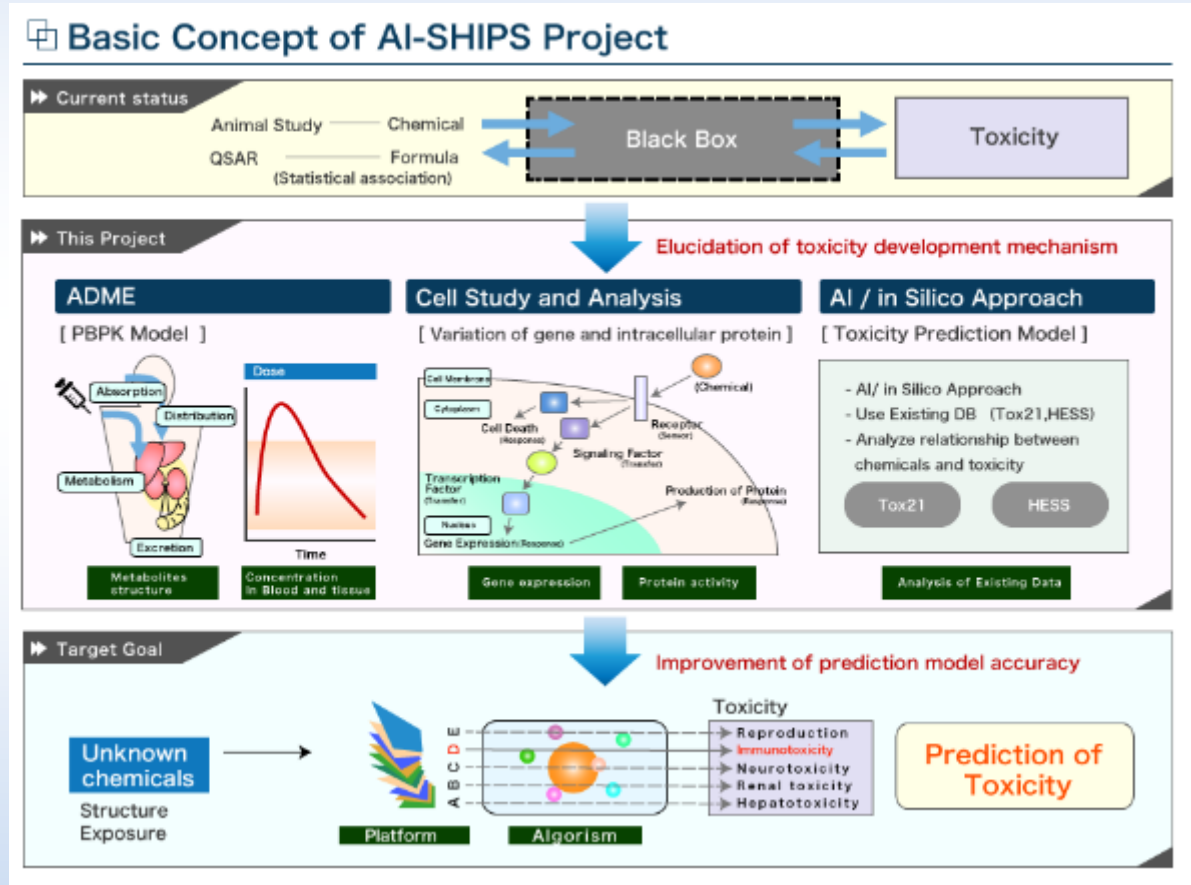 Basic Concept of AI-SHIPS Project
Current status
Animal Study
Chemical
QSAR
Formula
(Statistical association)
Black Box
Toxicity
This Project
Elucidation of toxicity development mechanism
ADME
[ PBPK Model ]
Absorption
Distribution
Metabolism
Excretion
Dose
Time
Metabolites
structure
Concentration
In Blood and tissue
Cell Study and Analysis
[ Variation of gene and intracellular protein ]
Cell Membrane
(Chemical)
Cytoplasm
Cell Death
(Response)
Receptor
(Sensor)
Signaling Factor
(Transfer)
Transcription
Factor
(Transfer)
Production of Protein
(Response)
Nucleus
Gene Expression(Response)
Gene expression
Protein activity
AI / in Silico Approach
[ Toxicity Prediction Model ]
- AI/ in Silico Approach
- Use Existing DB (Tox21,HESS)
- Analyze relationship between
chemicals and toxicity
Tox21
HESS
Analysis of Existing Data
Target Goal
Improvement of prediction model accuracy
Unknown
chemicals
Structure
Exposure
Platform
E
D
C
B
A
Algorism
Toxicity
Reproduction
Immunotoxicity
Neurotoxicity
Renal toxicity
Hepatotoxicity
Prediction of
Toxicity